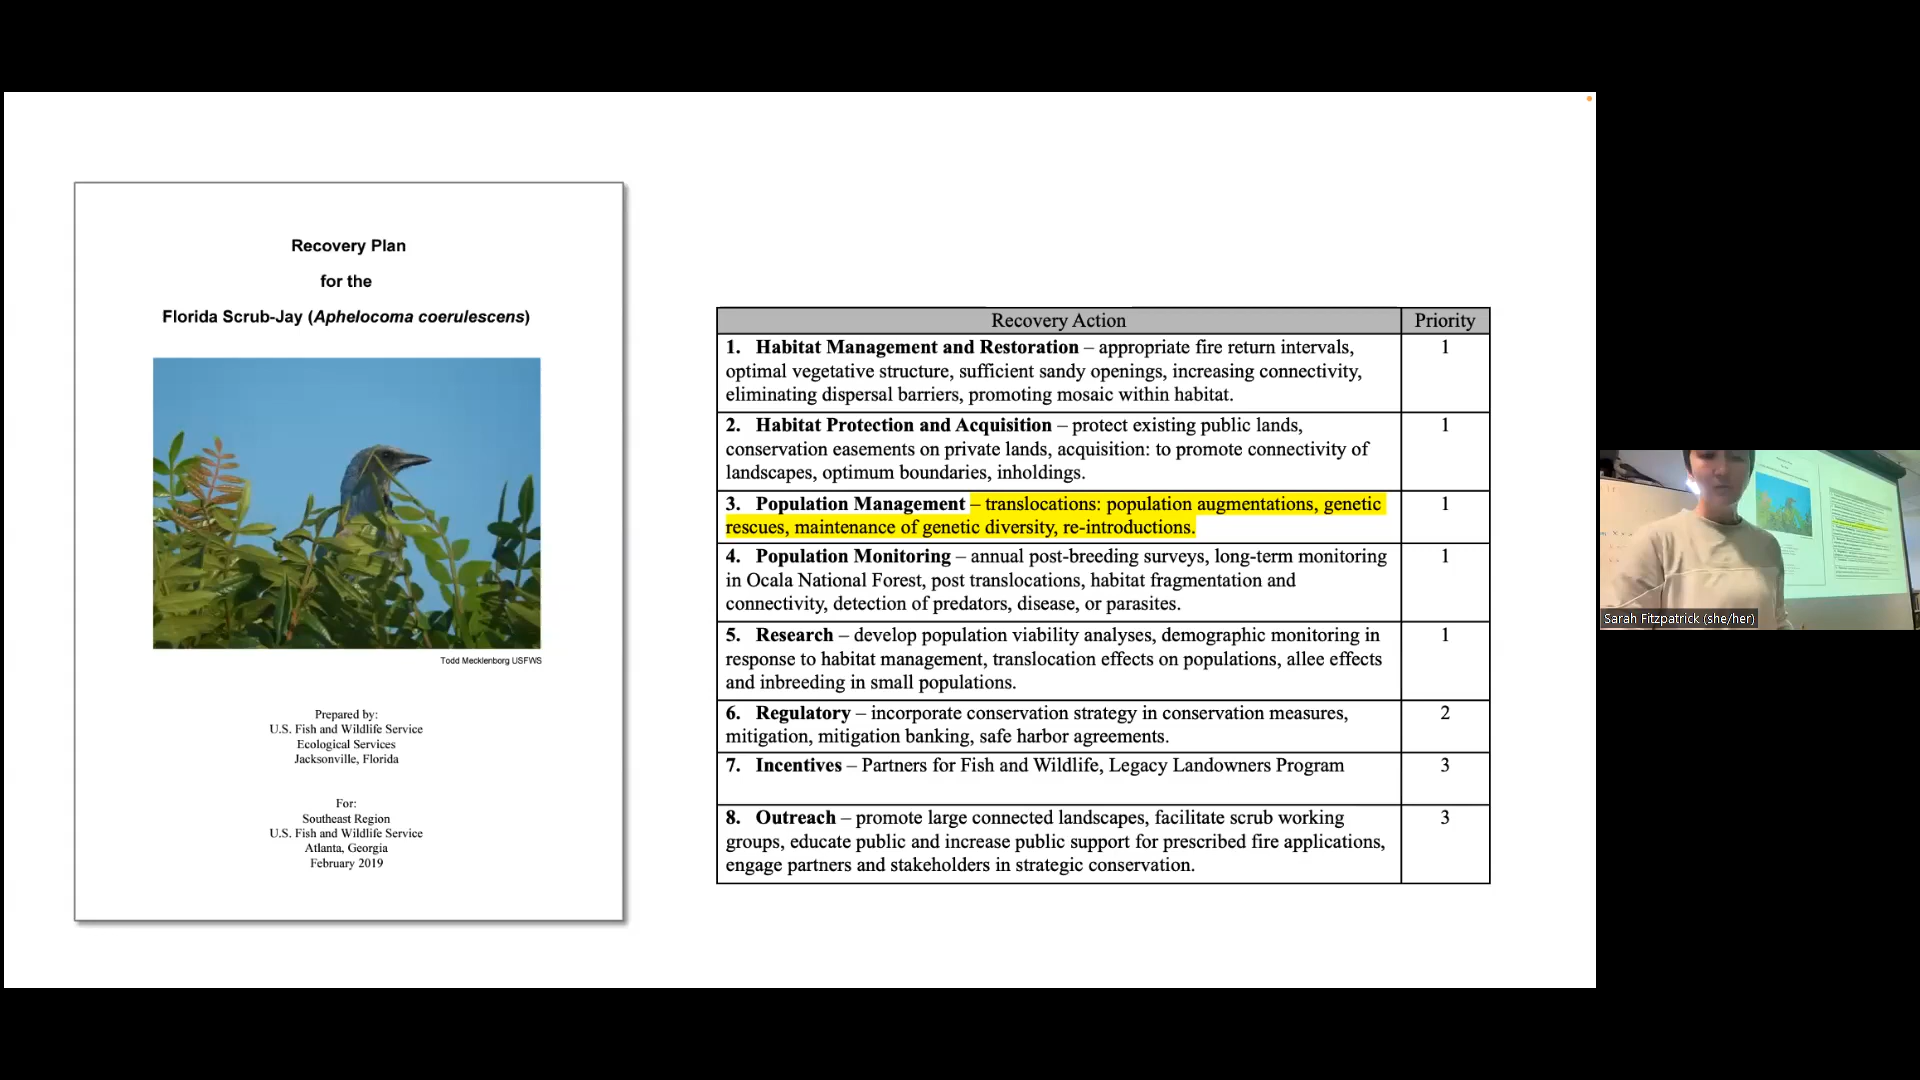 Recovery Plan
for the
Florida Scrub-Jay (Aphelocoma coerulescens)
Todd Mecklenborg USFWS
Prepared by:
U.S. Fish and Wildlife Service
Ecological Services
Jacksonville, Florida
For:
Southeast Region
U.S. Fish and Wildlife Service
Atlanta, Georgia
February 2019
Recovery Action Priority
1. Habitat Management and Restoration – appropriate fire return intervals, 1
optimal vegetative structure, sufficient sandy openings, increasing connectivity,
eliminating dispersal barriers, promoting mosaic within habitat.
2. Habitat Protection and Acquisition – protect existing public lands, 1
conservation easements on private lands, acquisition: to promote connectivity of
landscapes, optimum boundaries, inholdings.
3. Population Management – translocations: population augmentations, genetic 1
rescues, maintenance of genetic diversity, re-introductions.
4. Population Monitoring – annual post-breeding surveys, long-term monitoring 1
in Ocala National Forest, post translocations, habitat fragmentation and
connectivity, detection of predators, disease, or parasites.
5. Research – develop population viability analyses, demographic monitoring in 1
response to habitat management, translocation effects on populations, allee effects
and inbreeding in small populations.
6. Regulatory – incorporate conservation strategy in conservation measures, 2
mitigation, mitigation banking, safe harbor agreements.
7. Incentives – Partners for Fish and Wildlife, Legacy Landowners Program 3
8. Outreach – promote large connected landscapes, facilitate scrub working 3
groups, educate public and increase public support for prescribed fire applications,
engage partners and stakeholders in strategic conservation.
Sarah Fitzpatrick (she/her)